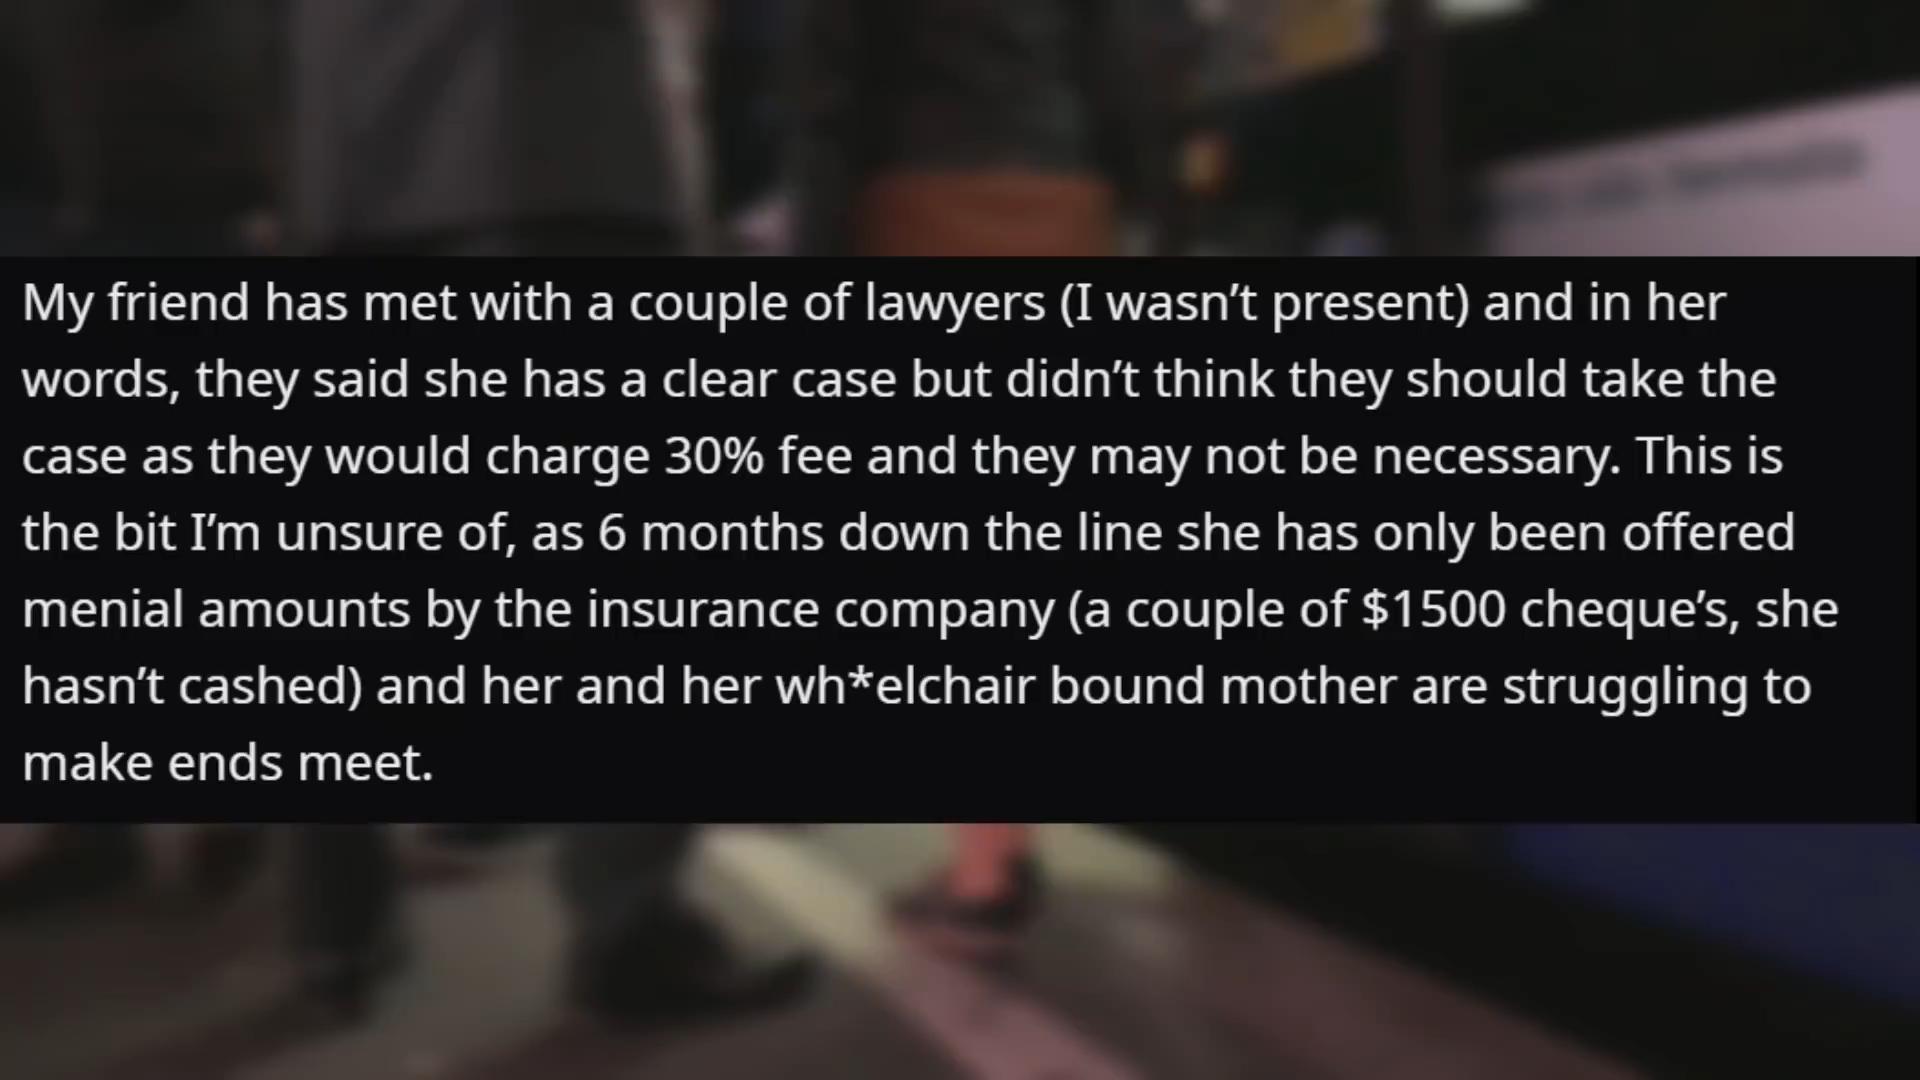 My friend has met with a couple of lawyers (I wasn’t present) and in her
words, they said she has a clear case but didn’t think they should take the
case as they would charge 30% fee and they may not be necessary. This is
the bit I’m unsure of, as 6 months down the line she has only been offered
menial amounts by the insurance company (a couple of $1500 cheque’s, she
hasn’t cashed) and her and her wh*elchair bound mother are struggling to
make ends meet.